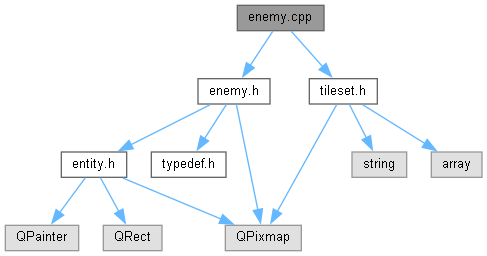 enemy.cpp
enemy.h
tileset.h
entity.h
typedef.h
string
array
QPainter
QRect
QPixmap